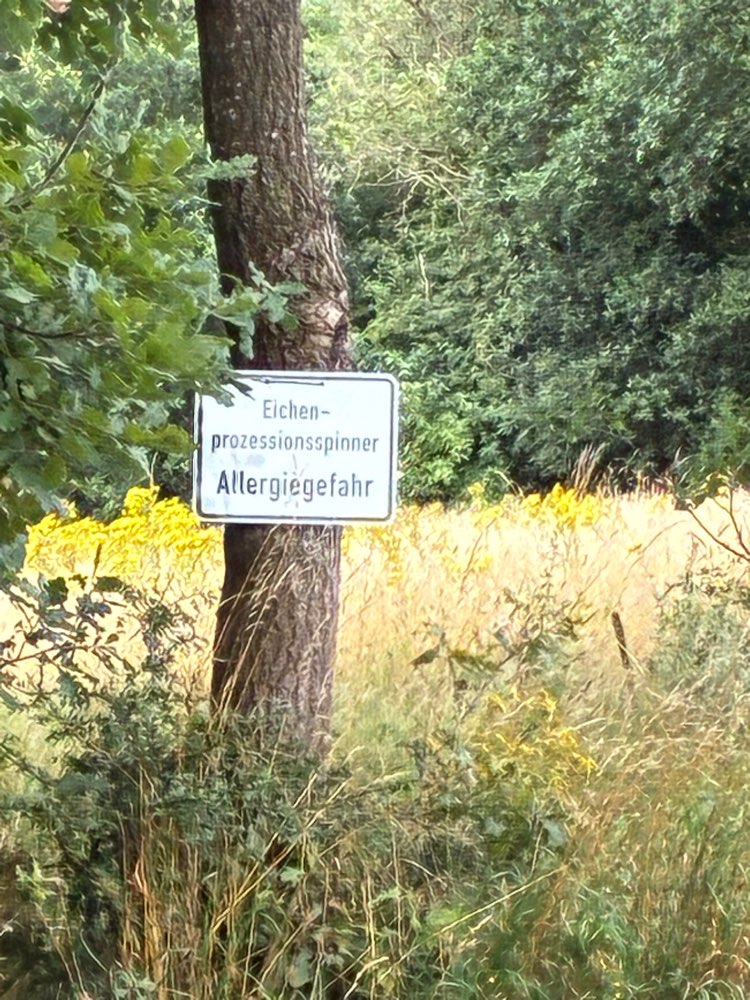 Eichen-
prozessionsspinner
Allergiegefahr